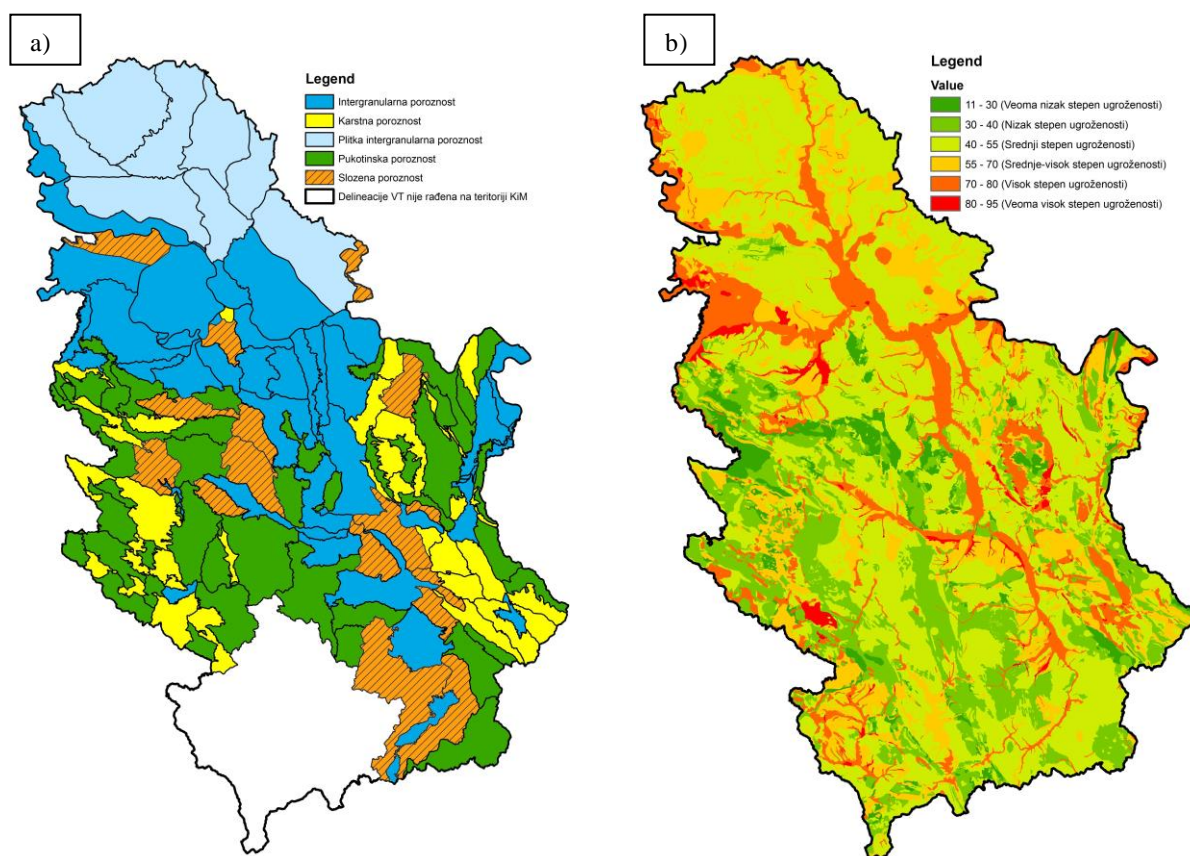 a)
Legend
Intergranularna poroznost
Karstna poroznost
Plitka intergranularna poroznost
Pukotinska poroznost
Slozena poroznost
Delineacije VT nije rađena na teritoriji KiM
b)
Legend
Value
11 - 30 (Veoma nizak stepen ugroženosti)
30 - 40 (Nizak stepen ugroženosti)
40 - 55 (Srednji stepen ugroženosti)
55 - 70 (Srednje-visok stepen ugroženosti)
70 - 80 (Visok stepen ugroženosti)
80 - 95 (Veoma visok stepen ugroženosti)